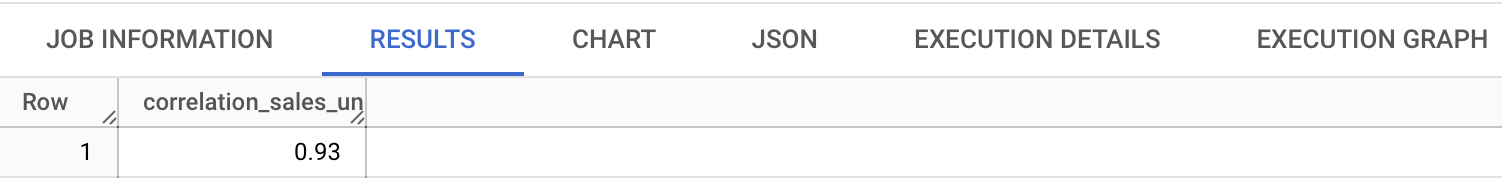 JOB INFORMATION RESULTS CHART JSON EXECUTION DETAILS EXECUTION GRAPH
Row correlation_sales_un
1 0.93